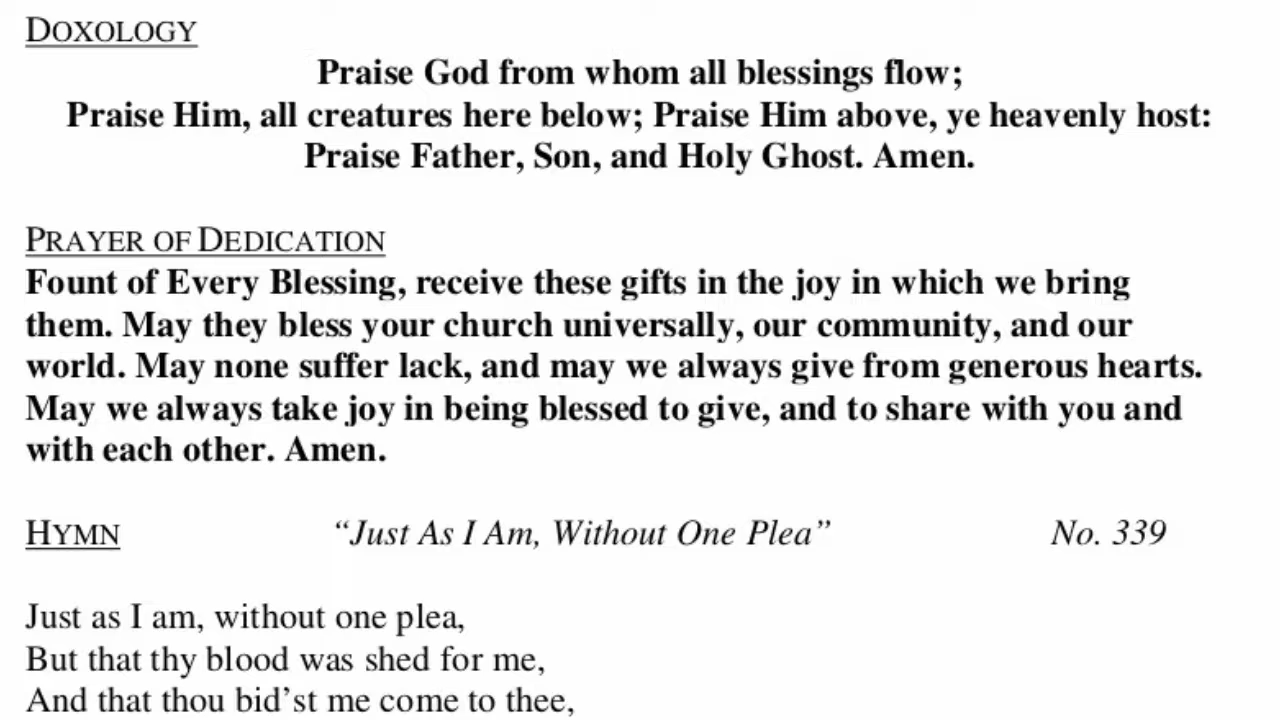 DOXOLOGY
Praise God from whom all blessings flow;
Praise Him, all creatures here below; Praise Him above, ye heavenly host:
Praise Father, Son, and Holy Ghost. Amen.
PRAYER OF DEDICATION
Fount of Every Blessing, receive these gifts in the joy in which we bring
them. May they bless your church universally, our community, and our
world. May none suffer lack, and may we always give from generous hearts.
May we always take joy in being blessed to give, and to share with you and
with each other. Amen.
HYMN “Just As I Am, Without One Plea” No. 339
Just as I am, without one plea,
But that thy blood was shed for me,
And that thou bid’st me come to thee,